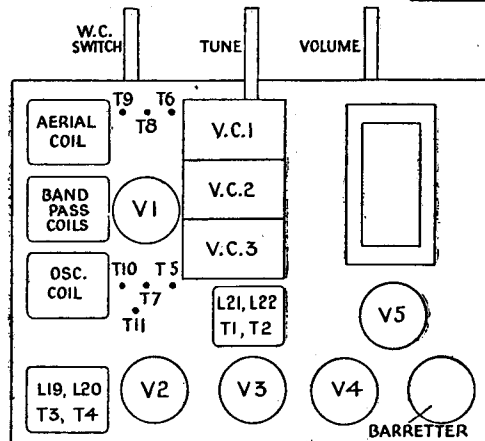 W.C.
SWITCH
TUNE
VOLUME
T9
T6
T8
AERIAL
COIL
V.C.1
BAND
PASS
COILS
V1
V.C.2
V.C.3
OSC.
COIL
T10
T5
T7
T11
L21, L22
T1, T2
V5
L19, L20
T3, T4
V2
V3
V4
BARRETTER